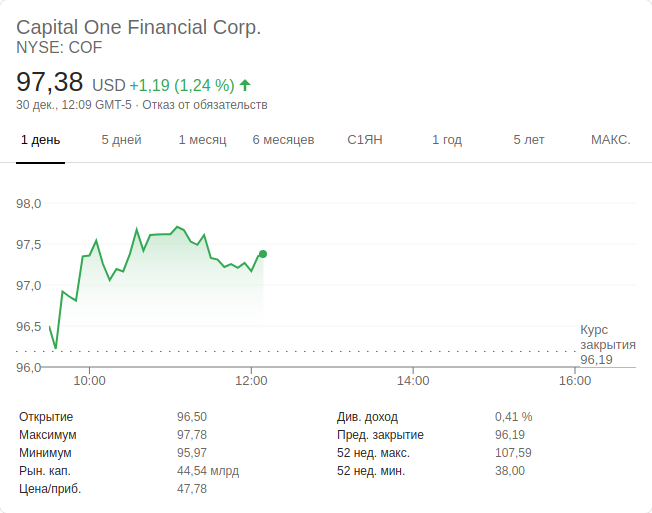 Capital One Financial Corp.
NYSE: COF
97,38 USD +1,19 (1,24 %)
30 дек., 12:09 GMT-5 · Отказ от обязательств
1 день 5 дней 1 месяц 6 месяцев С1ЯН 1 год 5 лет МАКС.
98,0
97,5
97,0
96,5
96,0
Курс
закрытия
96,19
10:00 12:00 14:00 16:00
Открытие 96,50 Див. доход 0,41 %
Максимум 97,78 Пред. закрытие 96,19
Минимум 95,97 52 нед. макс. 107,59
Рын. кап. 44,54 млрд 52 нед. мин. 38,00
Цена/приб. 47,78